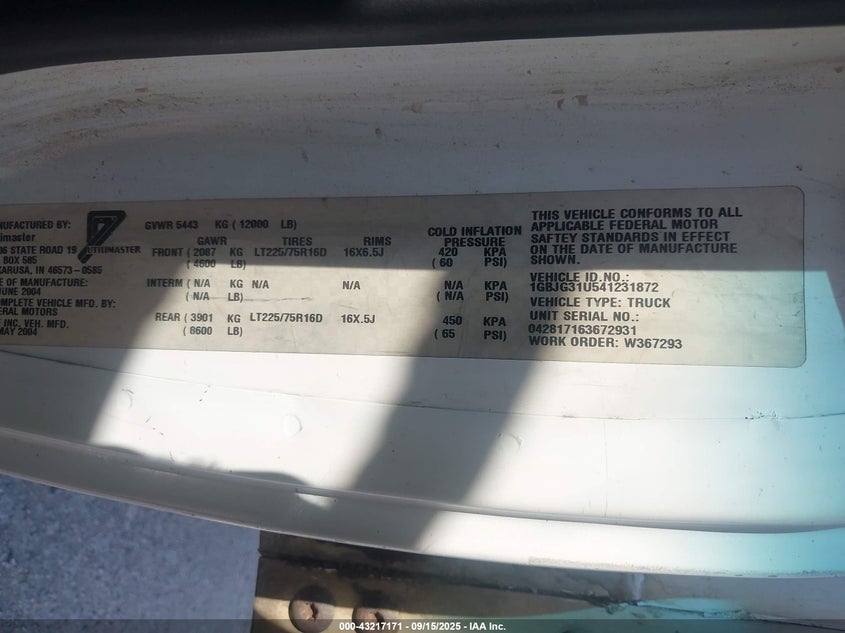 NUFACTURED BY:
imaster
06 STATE ROAD 19
BOX 585
KARUSA, IN 46573-0585
E OF MANUFACTURE:
JUNE 2004
COMPLETE VEHICLE MFD. BY:
ERAL MOTORS
E INC. VEH. MFD.
MAY 2004
UTILIMASTER
GVWR 5443 KG ( 12000 LB)
GAWR TIRES RIMS COLD INFLATION PRESSURE
FRONT ( 2087 KG LT225/75R16D 16X6.5J 420 KPA
( 4600 LB) ( 60 PSI)
INTERM ( N/A KG N/A N/A N/A KPA
( N/A LB) ( N/A PSI)
REAR ( 3901 KG LT225/75R16D 16X.5J 450 KPA
( 8600 LB) ( 65 PSI)
THIS VEHICLE CONFORMS TO ALL
APPLICABLE FEDERAL MOTOR
SAFTEY STANDARDS IN EFFECT
ON THE DATE OF MANUFACTURE
SHOWN.
VEHICLE ID.NO.:
1GBJG31U541231872
VEHICLE TYPE: TRUCK
UNIT SERIAL NO.:
042817163672931
WORK ORDER: W367293
000-43217171 - 09/15/2025 - IAA Inc.